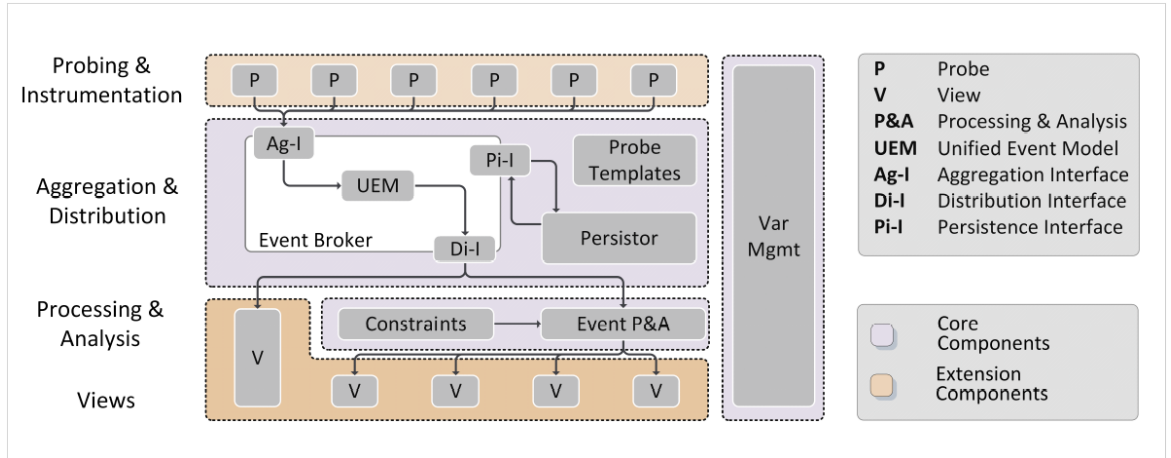 Probing &
Instrumentation
P P P P P P
Aggregation &
Distribution
Ag-I
UEM
Event Broker
Di-I
Pi-I
Probe
Templates
Persistor
Processing &
Analysis
Constraints
Event P&A
V
Views
V V V V
Var
Mgmt
P Probe
V View
P&A Processing & Analysis
UEM Unified Event Model
Ag-I Aggregation Interface
Di-I Distribution Interface
Pi-I Persistence Interface
Core
Components
Extension
Components